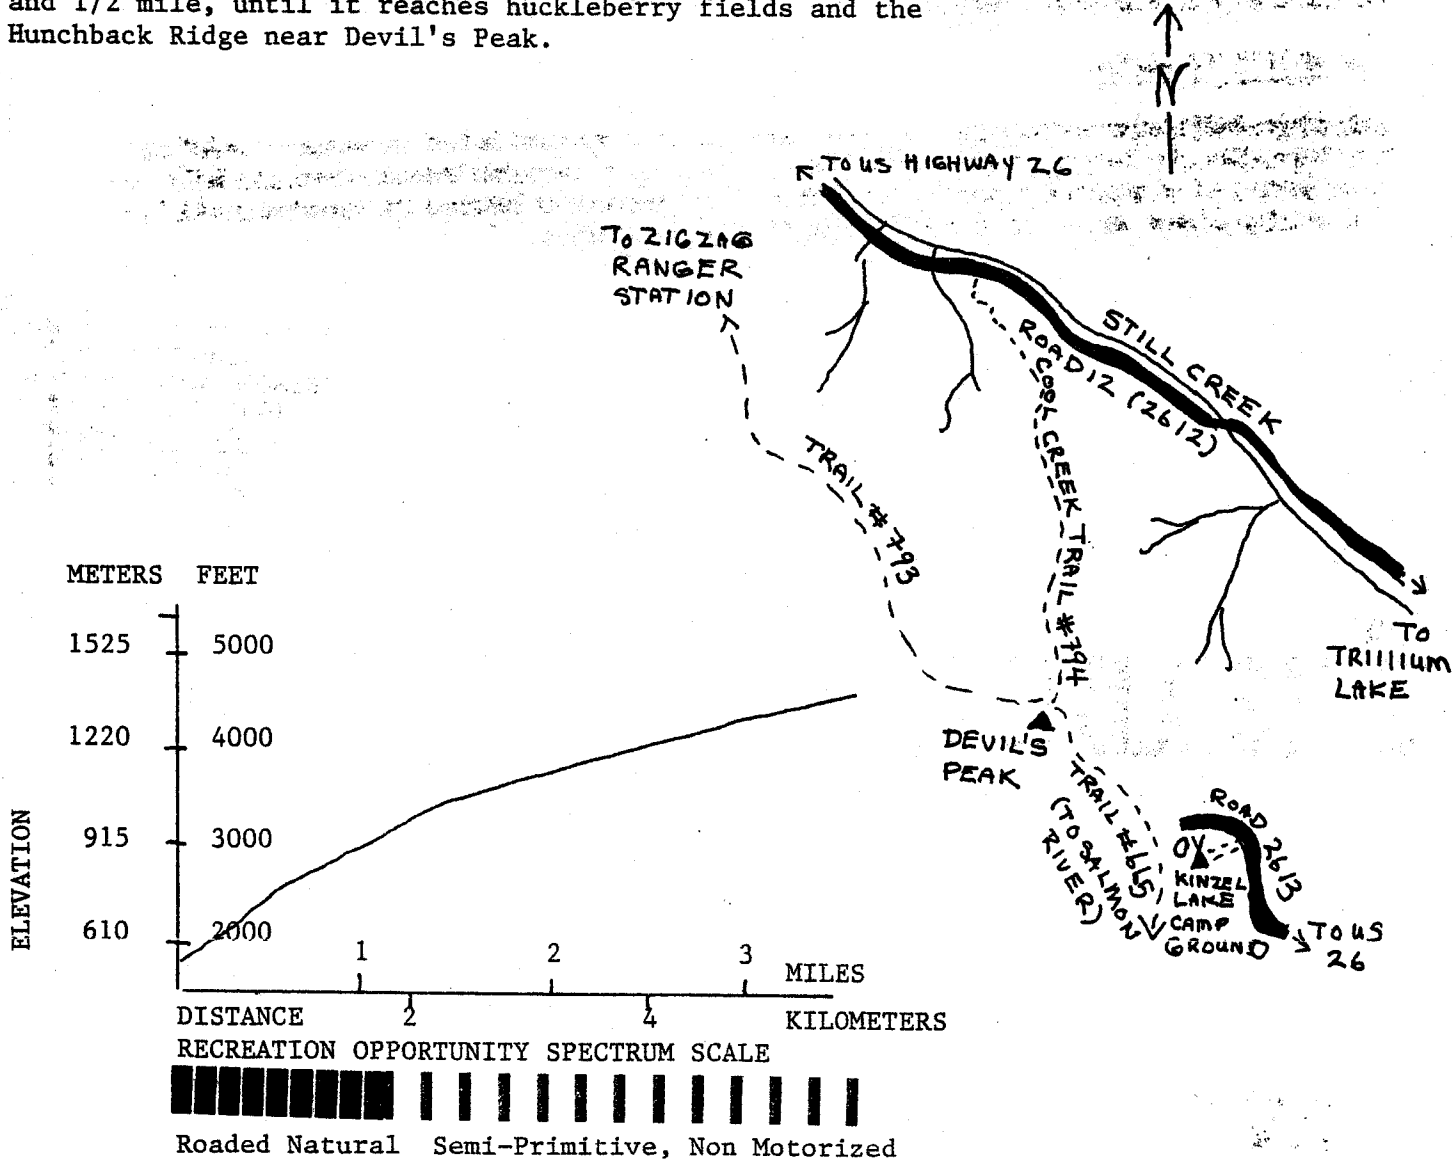 and 1/2 mile, until it reaches huckleberry fields and the
Hunchback Ridge near Devil's Peak.
N
TO US HIGHWAY 26
TO ZIGZAG
RANGER
STATION
STILL CREEK
ROAD 12 (2612)
COOL CREEK TRAIL #794
TRAIL #793
TO
TRIllIUM
LAKE
DEVIL'S
PEAK
TRAIL #665
(TO SALMON
RIVER)
ROAD 2613
KINZEL
LAKE
CAMP
GROUND
TO US
26
METERS FEET
1525 5000
1220 4000
915 3000
610 2000
ELEVATION
1 2 3
MILES
DISTANCE 2 4 KILOMETERS
RECREATION OPPORTUNITY SPECTRUM SCALE
Roaded Natural Semi-Primitive, Non Motorized